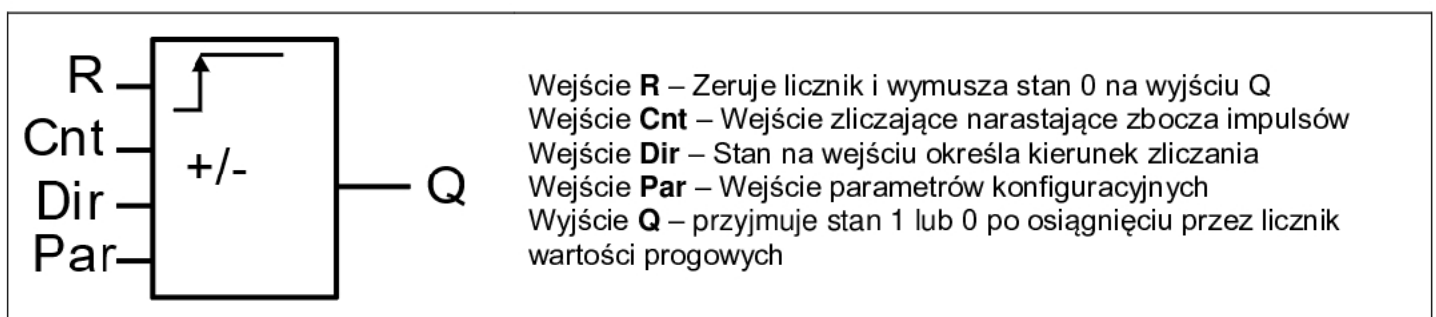 R
Cnt
Dir
Par
+/-
Q
Wejście R – Zeruje licznik i wymusza stan 0 na wyjściu Q
Wejście Cnt – Wejście zliczające narastające zbocza impulsów
Wejście Dir – Stan na wejściu określa kierunek zliczania
Wejście Par – Wejście parametrów konfiguracyjnych
Wyjście Q – przyjmuje stan 1 lub 0 po osiągnięciu przez licznik
wartości progowych